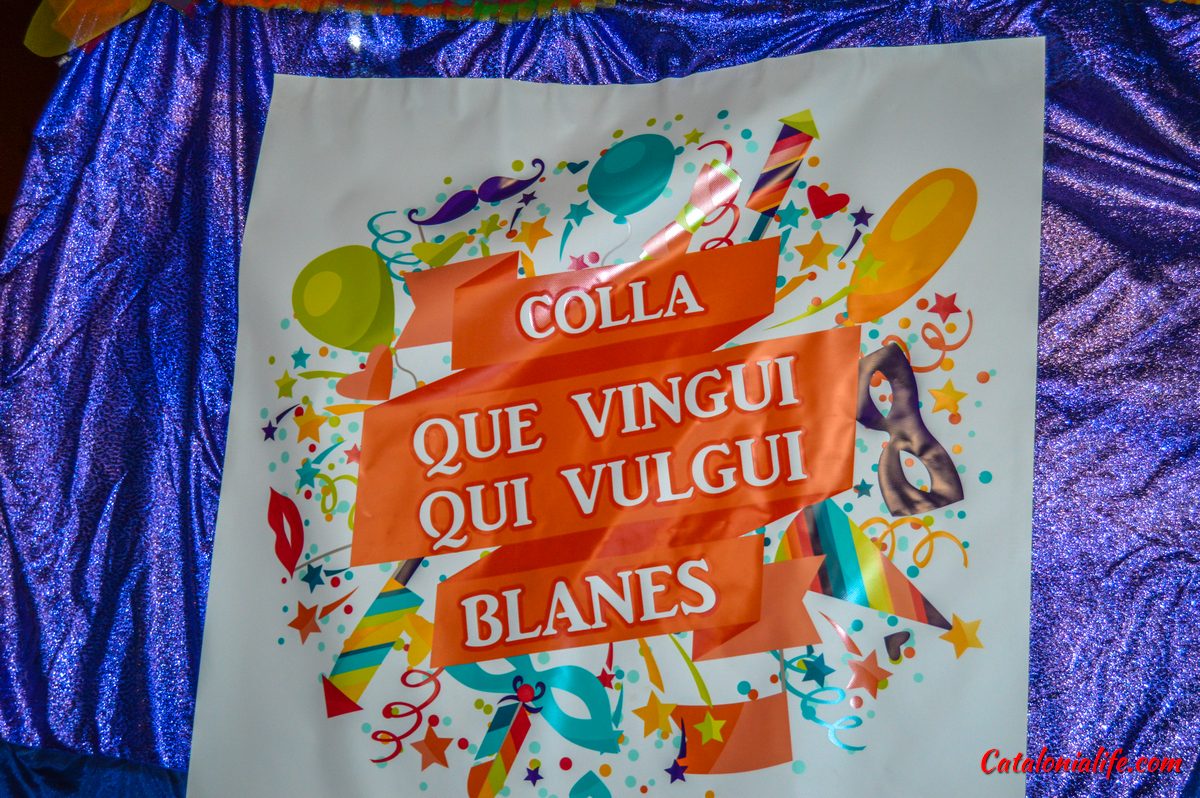 COLLA
QUE VINGUI
QUI VULGUI
BLANES
Catalonialife.com